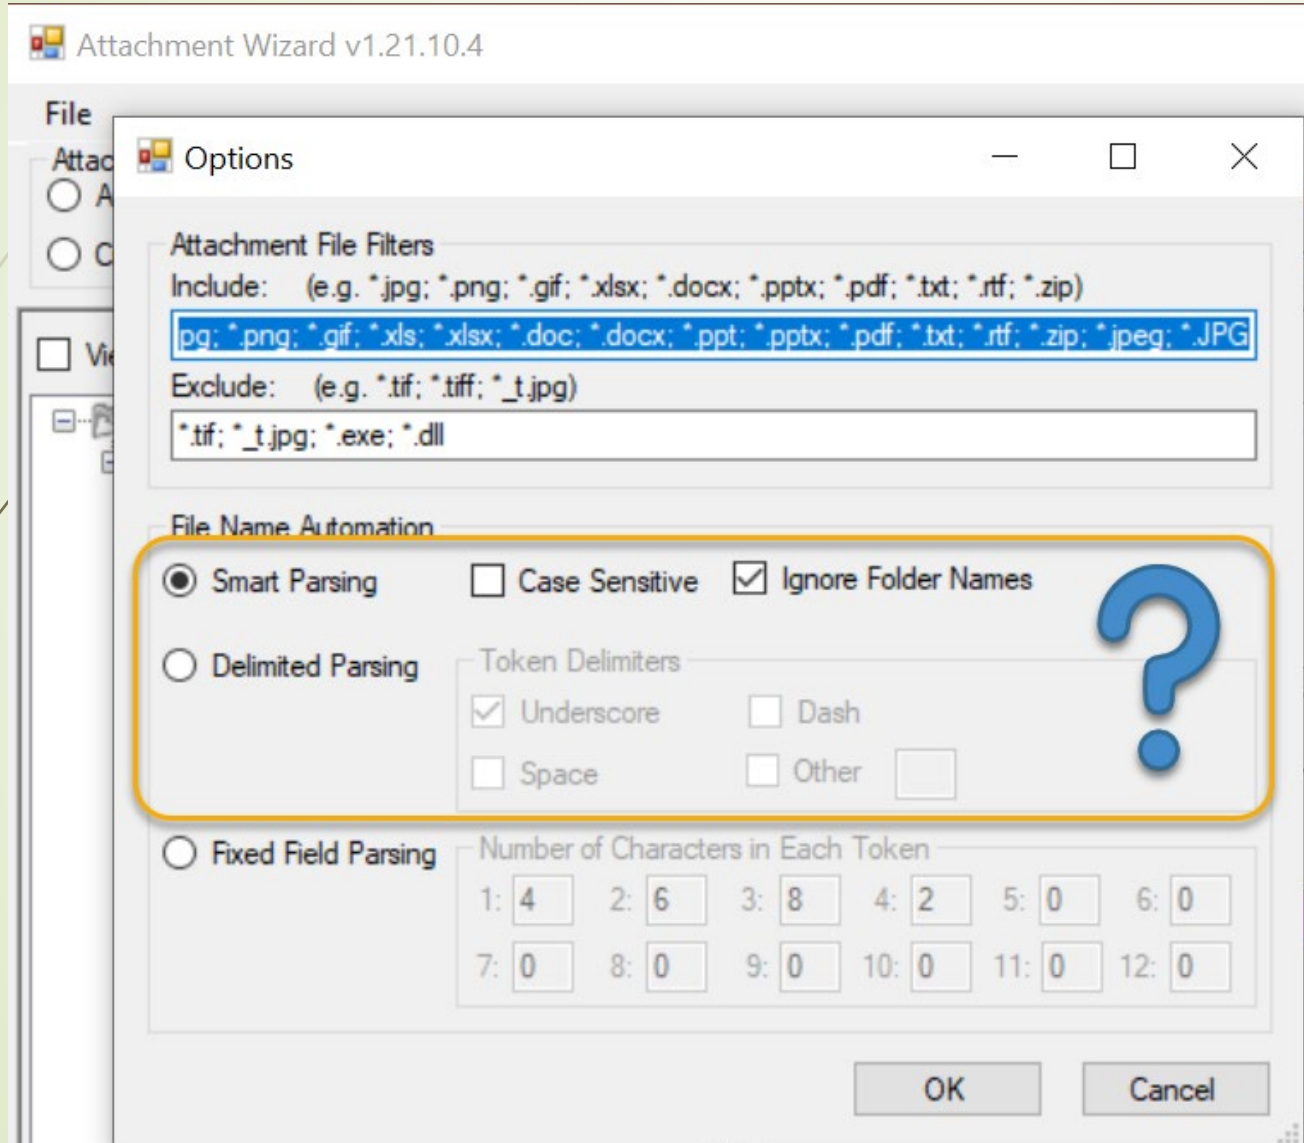 Attachment Wizard v1.21.10.4
File
Options
Attachment File Filters
Include: (e.g. *.jpg; *.png; *.gif; *.xlsx; *.docx; *.pptx; *.pdf; *.txt; *.rtf; *.zip)
pg; *.png; *.gif; *.xls; *.xlsx; *.doc; *.docx; *.ppt; *.pptx; *.pdf; *.txt; *.rtf; *.zip; *.jpeg; *.JPG
Exclude: (e.g. *.tif; *.tiff; *_t.jpg)
*.tif; *_t.jpg; *.exe; *.dll
File Name Automation
Smart Parsing Case Sensitive Ignore Folder Names
?
Delimited Parsing Token Delimiters
Underscore Dash
Space Other
Fixed Field Parsing Number of Characters in Each Token
1: 4 2: 6 3: 8 4: 2 5: 0 6: 0
7: 0 8: 0 9: 0 10: 0 11: 0 12: 0
OK Cancel